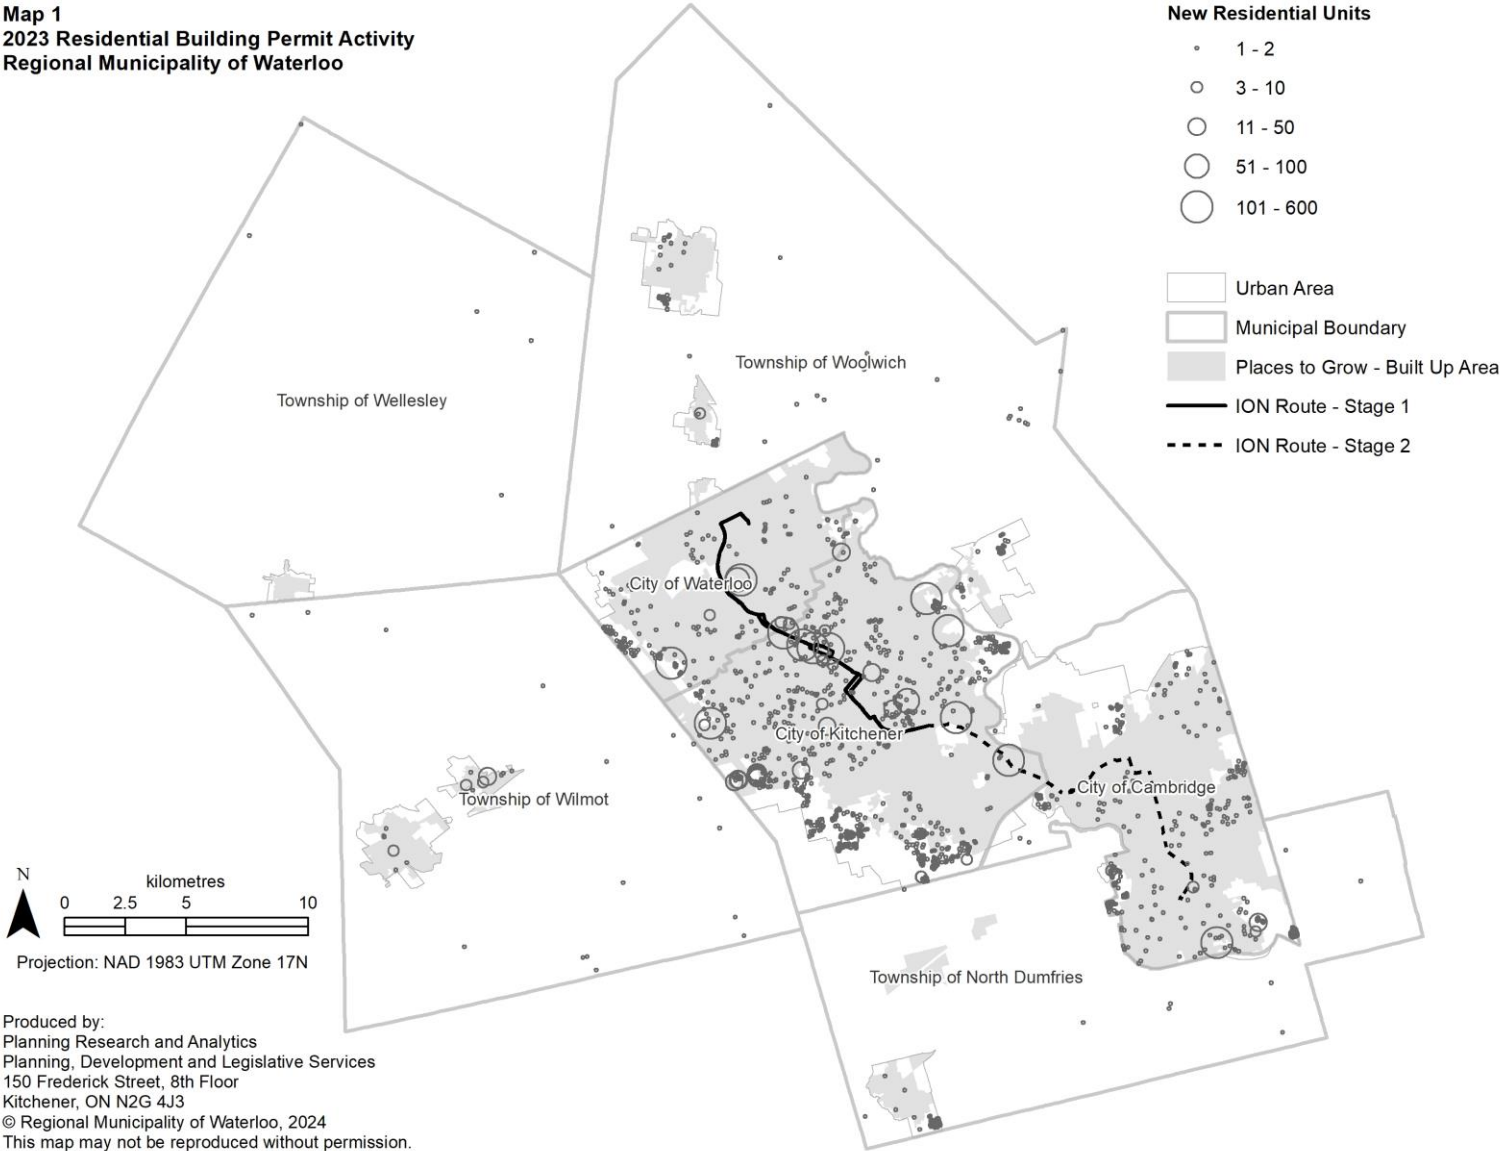 Map 1
2023 Residential Building Permit Activity
Regional Municipality of Waterloo
New Residential Units
1 - 2
3 - 10
11 - 50
51 - 100
101 - 600
Urban Area
Municipal Boundary
Places to Grow - Built Up Area
ION Route - Stage 1
ION Route - Stage 2
Township of Woolwich
Township of Wellesley
City of Waterloo
City of Kitchener
City of Cambridge
Township of Wilmot
Township of North Dumfries
N
kilometres
0 2.5 5 10
Projection: NAD 1983 UTM Zone 17N
Produced by:
Planning Research and Analytics
Planning, Development and Legislative Services
150 Frederick Street, 8th Floor
Kitchener, ON N2G 4J3
© Regional Municipality of Waterloo, 2024
This map may not be reproduced without permission.